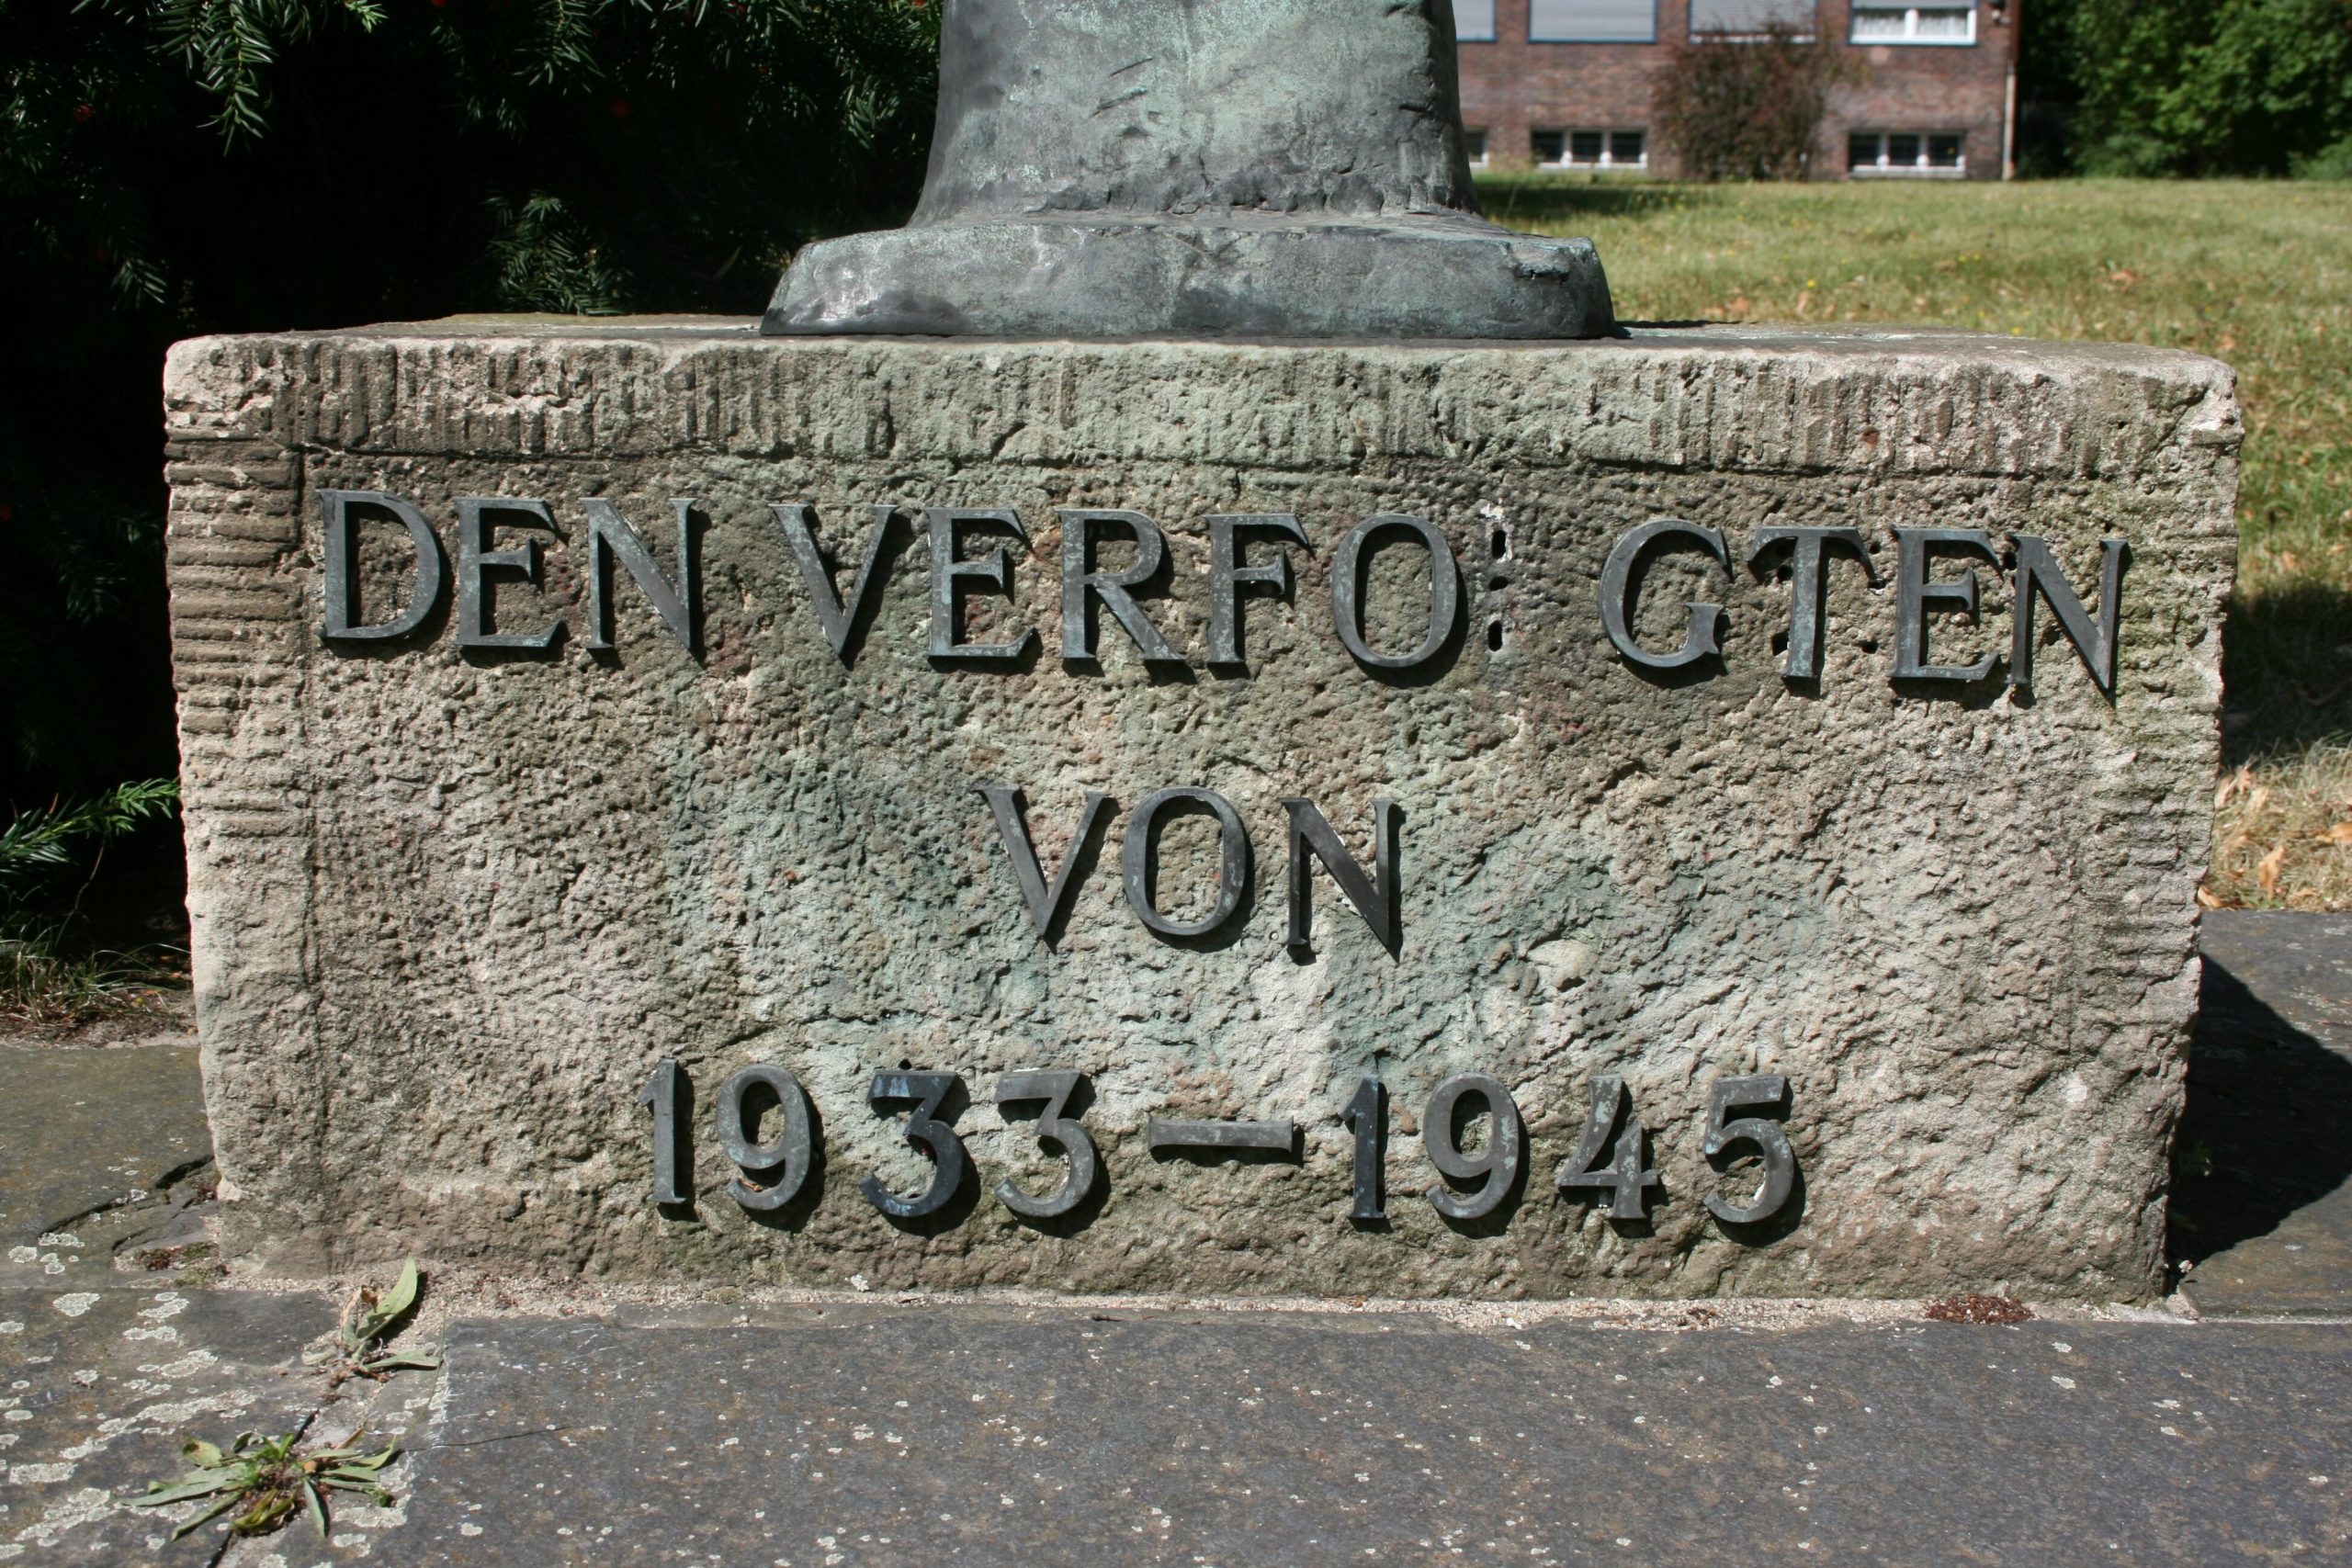 DEN VERFO GTEN
VON
1933—1945